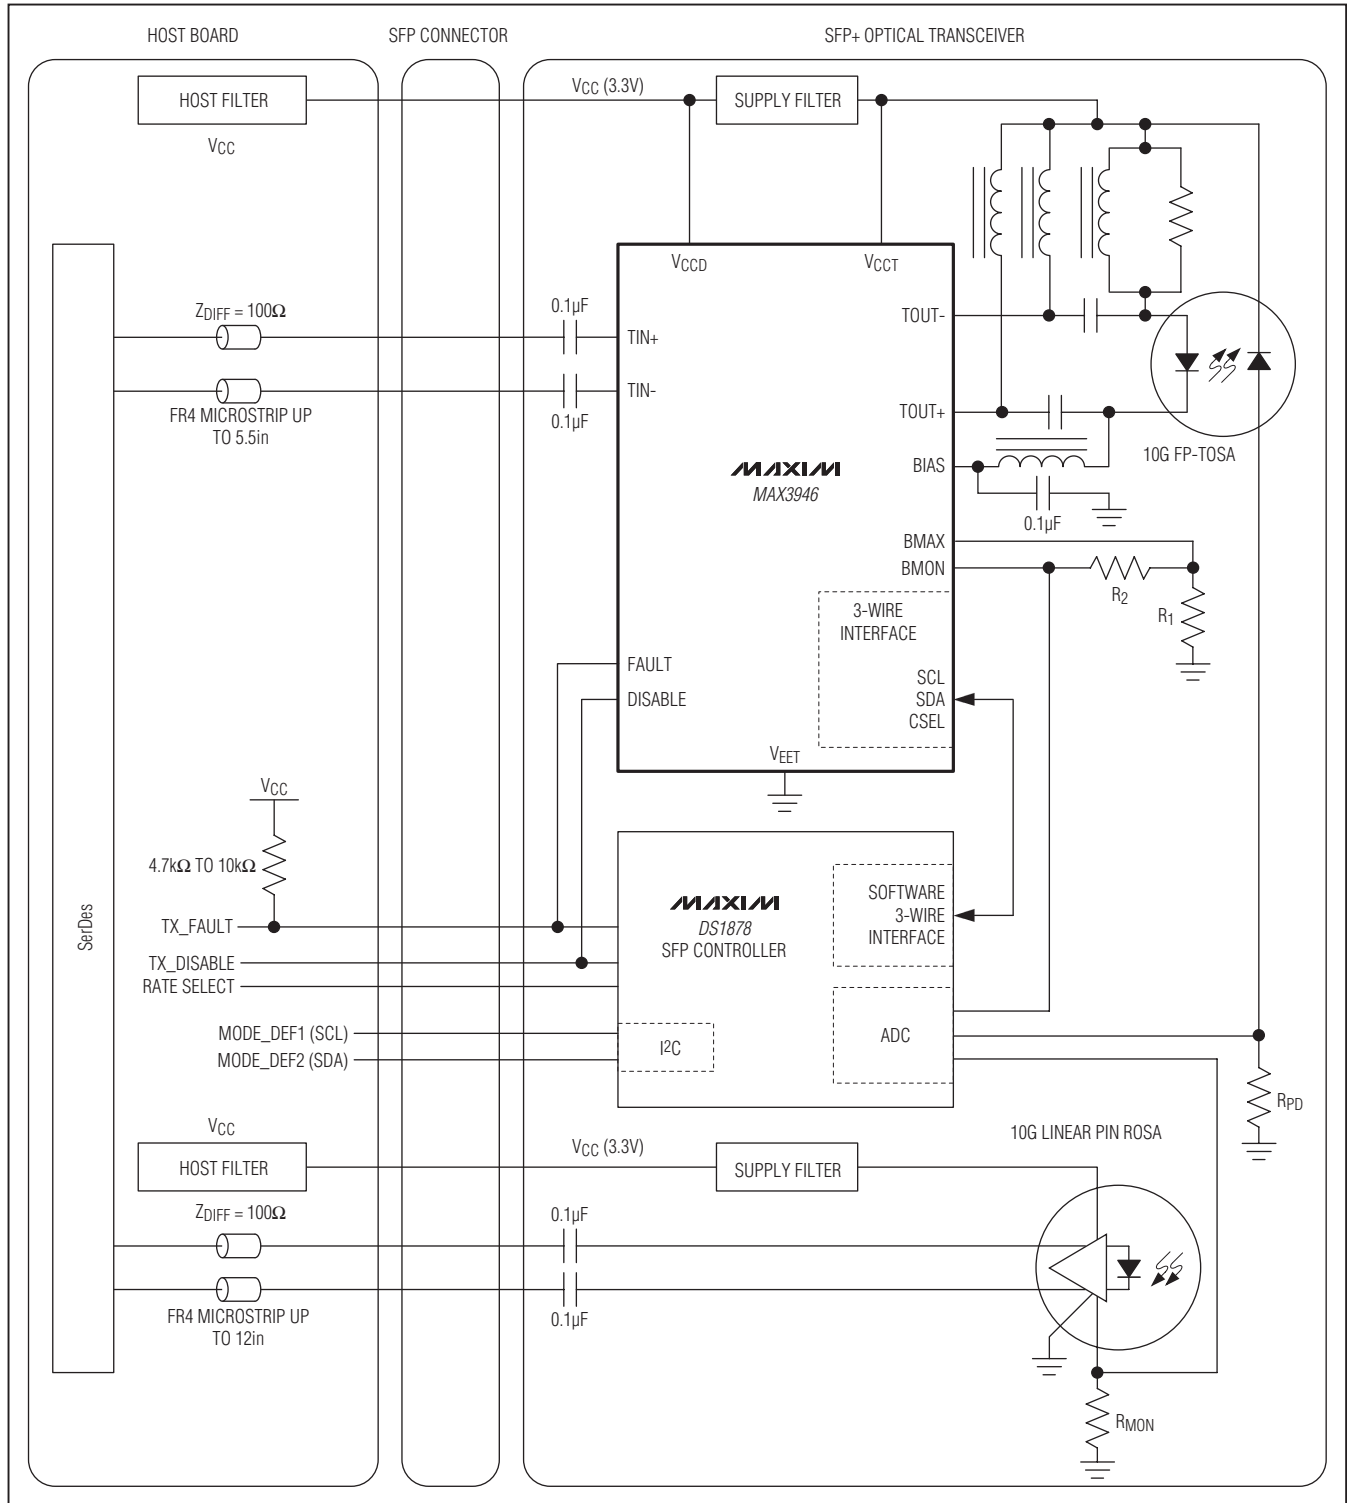 HOST BOARD
SFP CONNECTOR
SFP+ OPTICAL TRANSCEIVER
HOST FILTER
VCC (3.3V)
SUPPLY FILTER
VCC
VCCD
VCCT
ZDIFF = 100Ω
0.1µF
TIN+
TOUT-
TIN-
FR4 MICROSTRIP UP
TO 5.5in
0.1µF
TOUT+
10G FP-TOSA
BIAS
MAXIM
MAX3946
0.1µF
BMAX
BMON
R2
R1
3-WIRE
INTERFACE
FAULT
DISABLE
SCL
SDA
CSEL
VEET
VCC
4.7kΩ TO 10kΩ
SerDes
TX_FAULT
TX_DISABLE
RATE SELECT
MAXIM
DS1878
SFP CONTROLLER
SOFTWARE
3-WIRE
INTERFACE
MODE_DEF1 (SCL)
MODE_DEF2 (SDA)
I2C
ADC
RPD
VCC
HOST FILTER
VCC (3.3V)
SUPPLY FILTER
10G LINEAR PIN ROSA
ZDIFF = 100Ω
0.1µF
FR4 MICROSTRIP UP
TO 12in
0.1µF
RMON